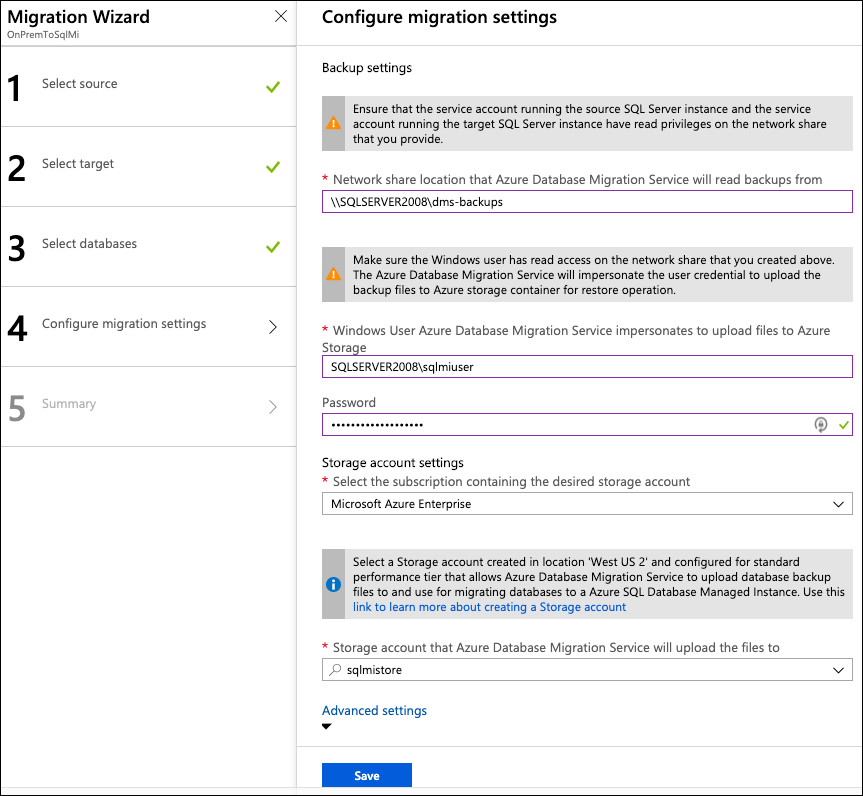 Migration Wizard
OnPremToSqlMi
1
Select source
2
Select target
3
Select databases
4
Configure migration settings
5
Summary
Configure migration settings
Backup settings
Ensure that the service account running the source SQL Server instance and the service
account running the target SQL Server instance have read privileges on the network share
that you provide.
* Network share location that Azure Database Migration Service will read backups from
\\SQLSERVER2008\dms-backups
Make sure the Windows user has read access on the network share that you created above.
The Azure Database Migration Service will impersonate the user credential to upload the
backup files to Azure storage container for restore operation.
* Windows User Azure Database Migration Service impersonates to upload files to Azure
Storage
SQLSERVER2008\sqlmiuser
Password
•••••••••••••••••••
Storage account settings
* Select the subscription containing the desired storage account
Microsoft Azure Enterprise
Select a Storage account created in location 'West US 2' and configured for standard
performance tier that allows Azure Database Migration Service to upload database backup
files to and use for migrating databases to a Azure SQL Database Managed Instance. Use this
link to learn more about creating a Storage account
* Storage account that Azure Database Migration Service will upload the files to
sqlmistore
Advanced settings
Save